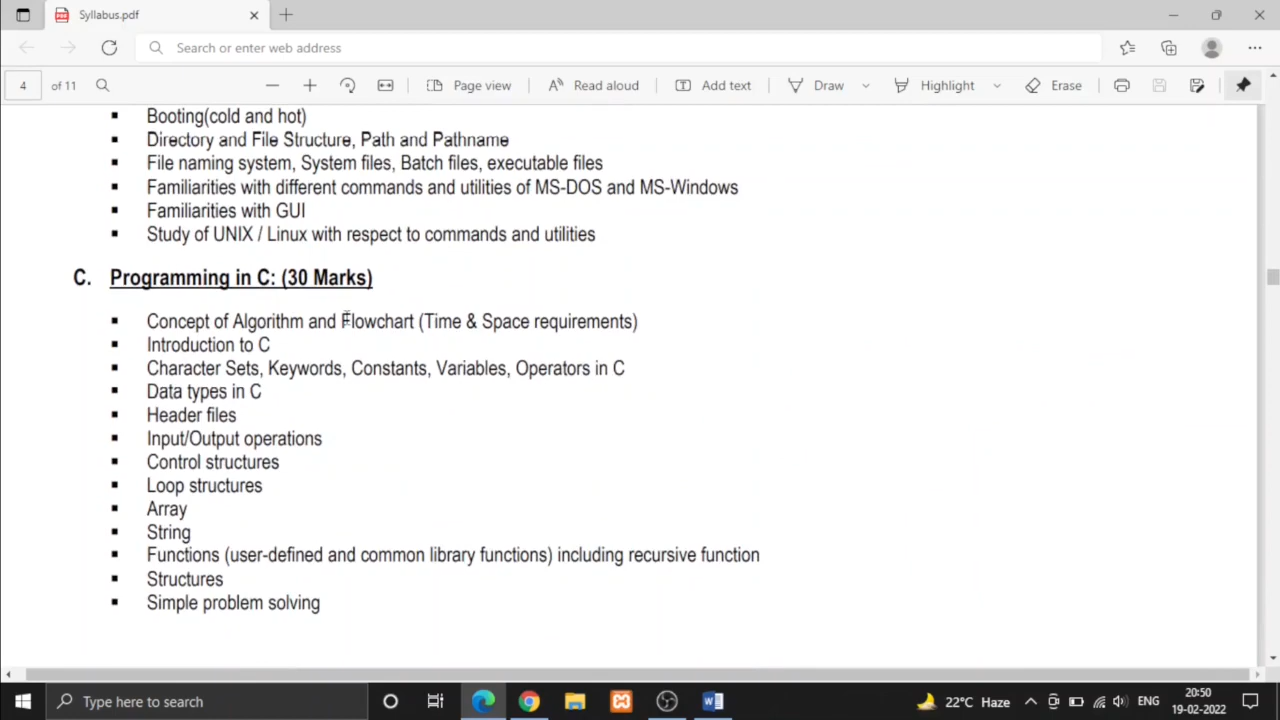 Syllabus.pdf
Search or enter web address
4 of 11 Page view Read aloud Add text Draw Highlight Erase
▪ Booting(cold and hot)
▪ Directory and File Structure, Path and Pathname
▪ File naming system, System files, Batch files, executable files
▪ Familiarities with different commands and utilities of MS-DOS and MS-Windows
▪ Familiarities with GUI
▪ Study of UNIX / Linux with respect to commands and utilities
C. Programming in C: (30 Marks)
▪ Concept of Algorithm and Flowchart (Time & Space requirements)
▪ Introduction to C
▪ Character Sets, Keywords, Constants, Variables, Operators in C
▪ Data types in C
▪ Header files
▪ Input/Output operations
▪ Control structures
▪ Loop structures
▪ Array
▪ String
▪ Functions (user-defined and common library functions) including recursive function
▪ Structures
▪ Simple problem solving
Type here to search
22°C Haze ENG
20:50
19-02-2022